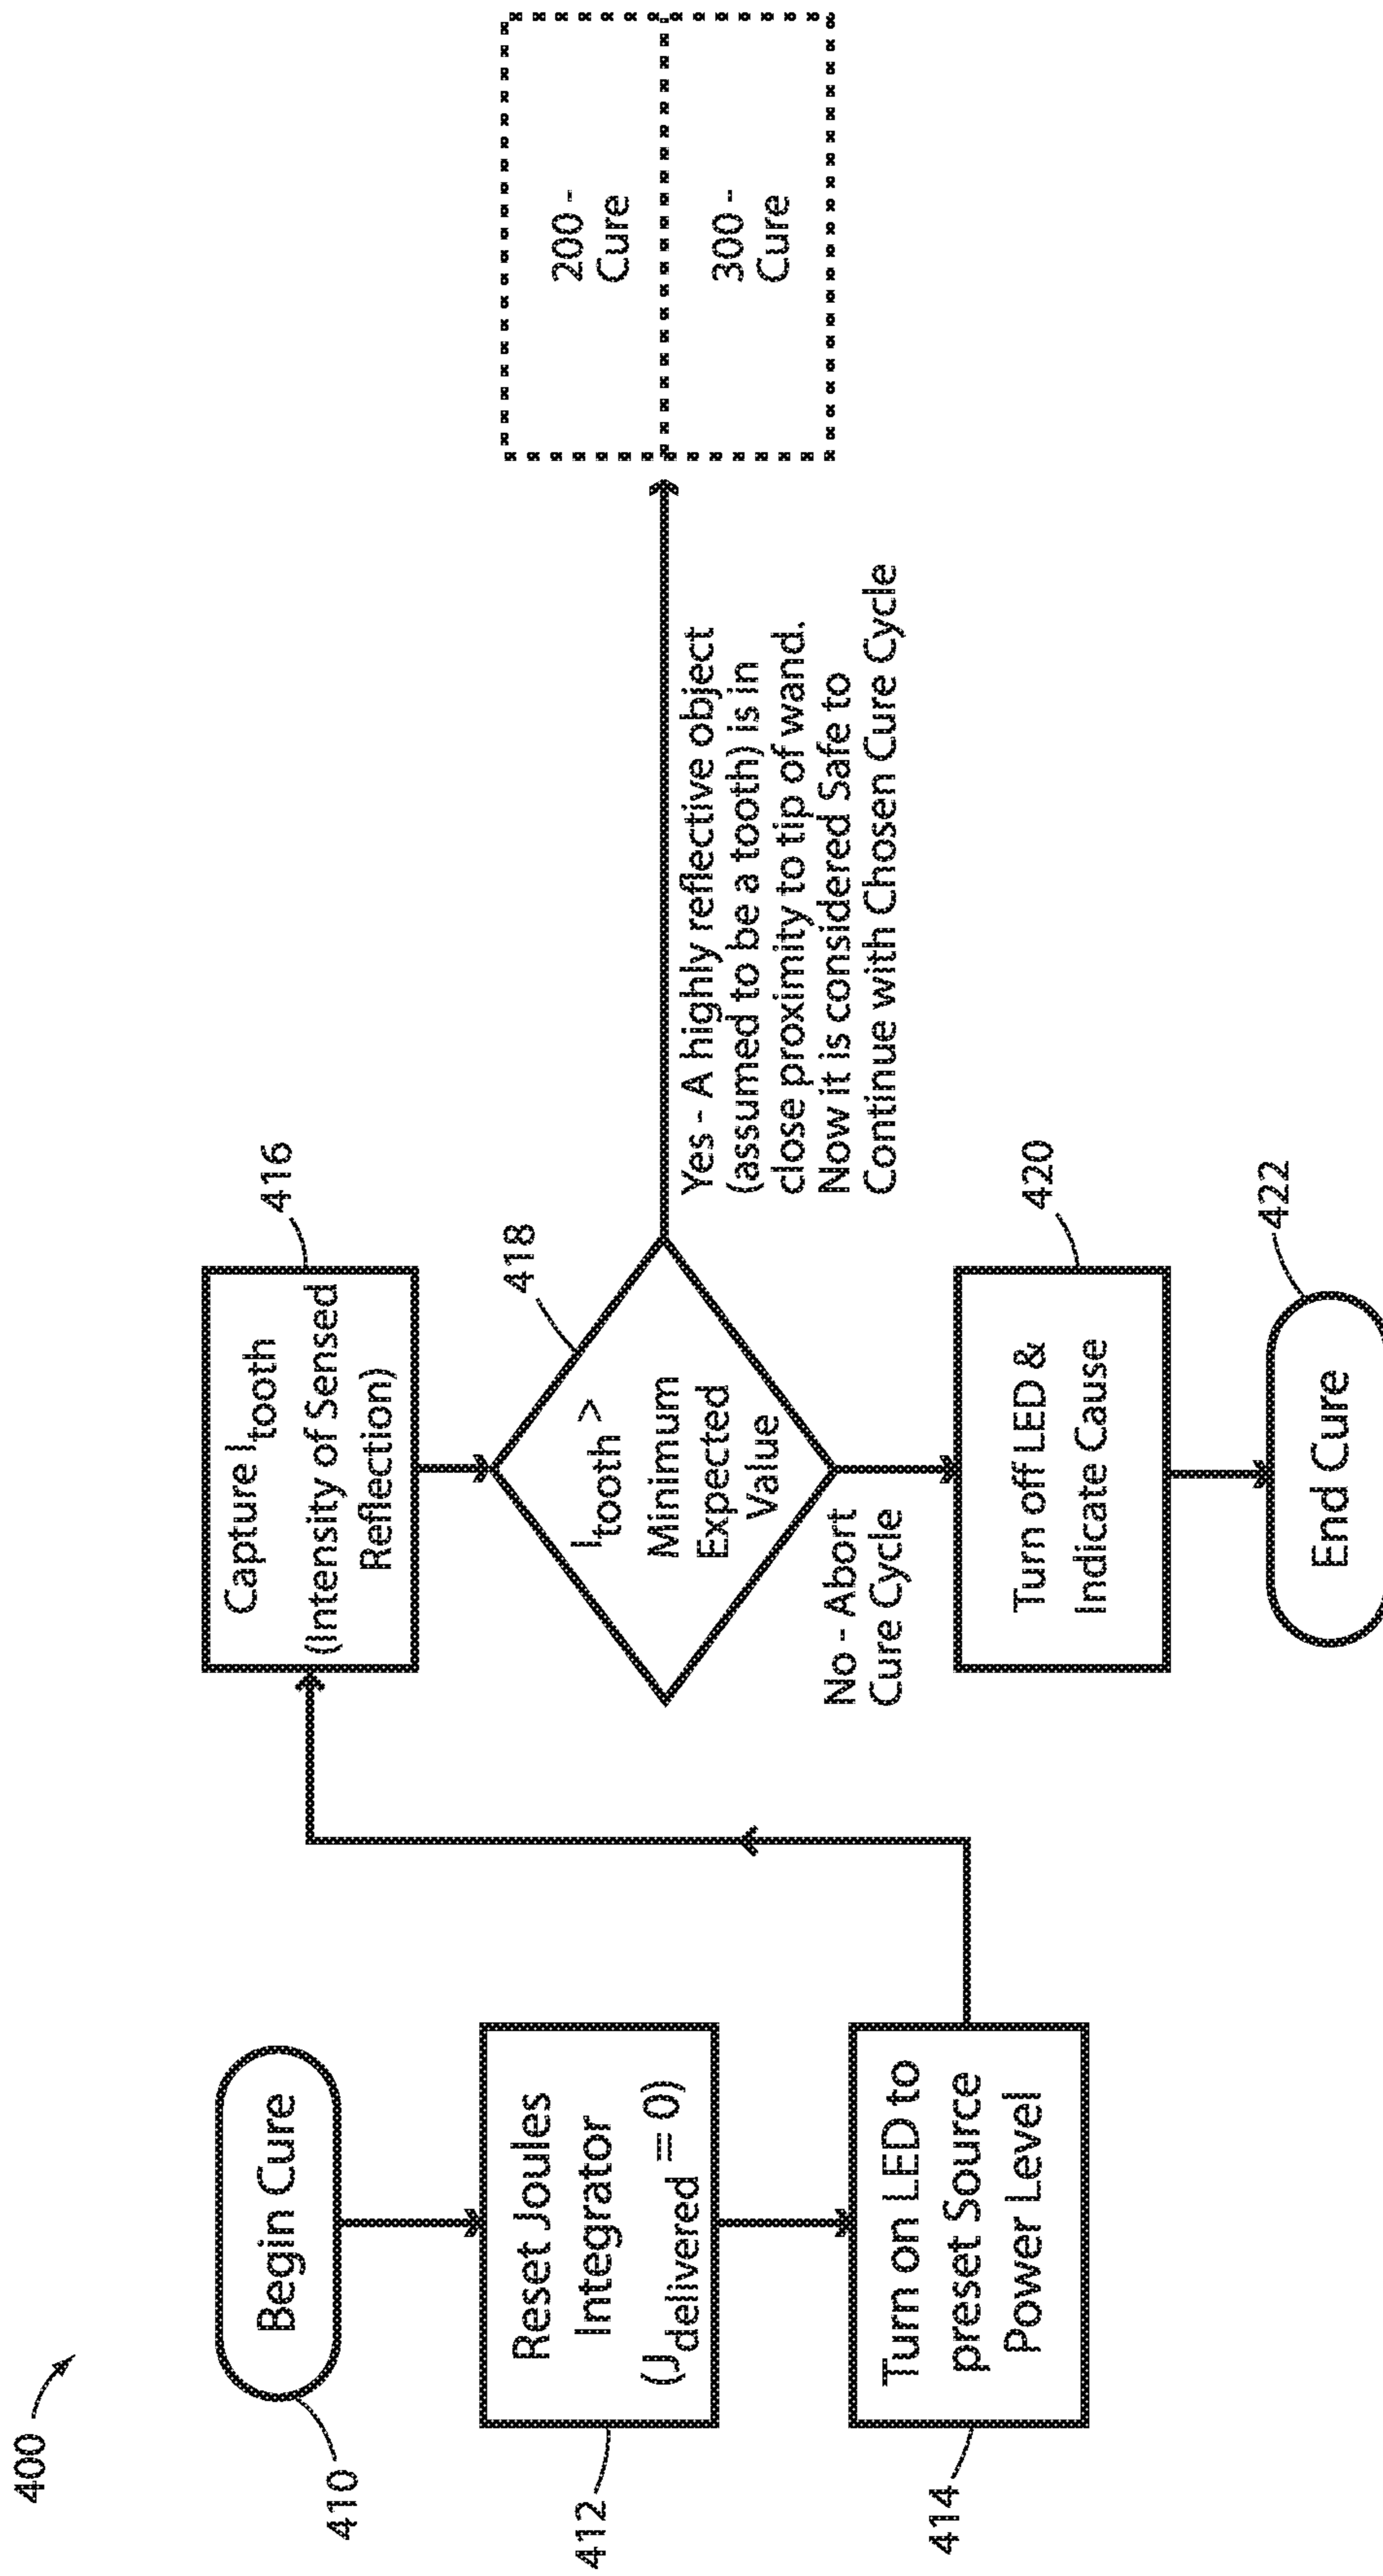 400
410
Begin Cure
412
Reset Joules
Integrator
(J delivered = 0)
414
Turn on LED to
preset Source
Power Level
416
Capture I tooth
(Intensity of Sensed
Reflection)
418
I tooth >
Minimum
Expected
Value
Yes - A highly reflective object
(assumed to be a tooth) is in
close proximity to tip of wand.
Now it is considered Safe to
Continue with Chosen Cure Cycle
200 -
Cure
300 -
Cure
No - Abort
Cure Cycle
420
Turn off LED &
Indicate Cause
422
End Cure